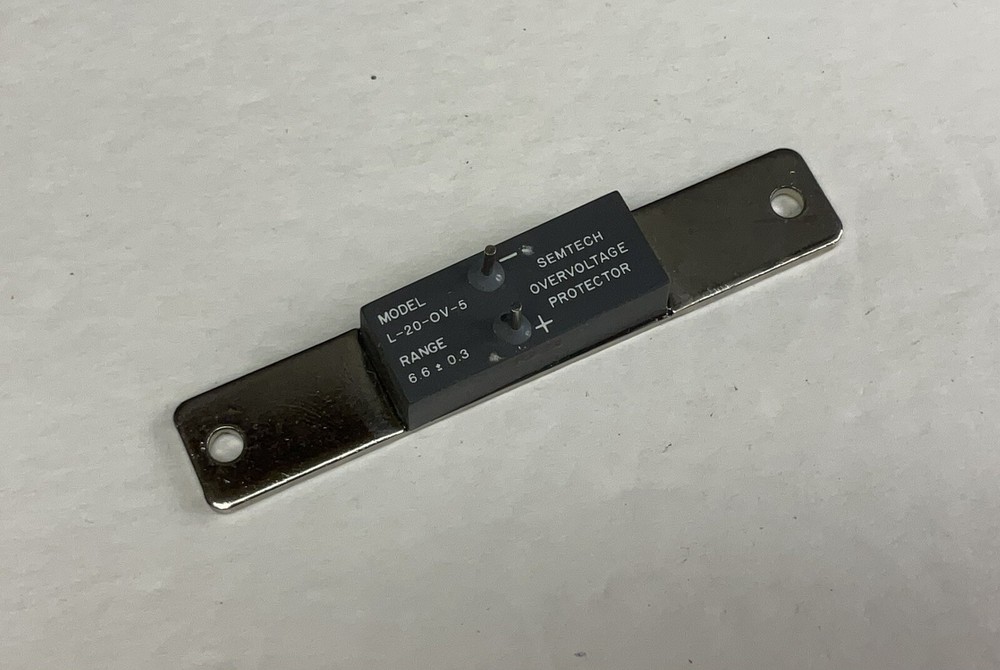 MODEL
L-20-OV-5
RANGE
6.6 ± 0.3
−
+
SEMTECH
OVERVOLTAGE
PROTECTOR